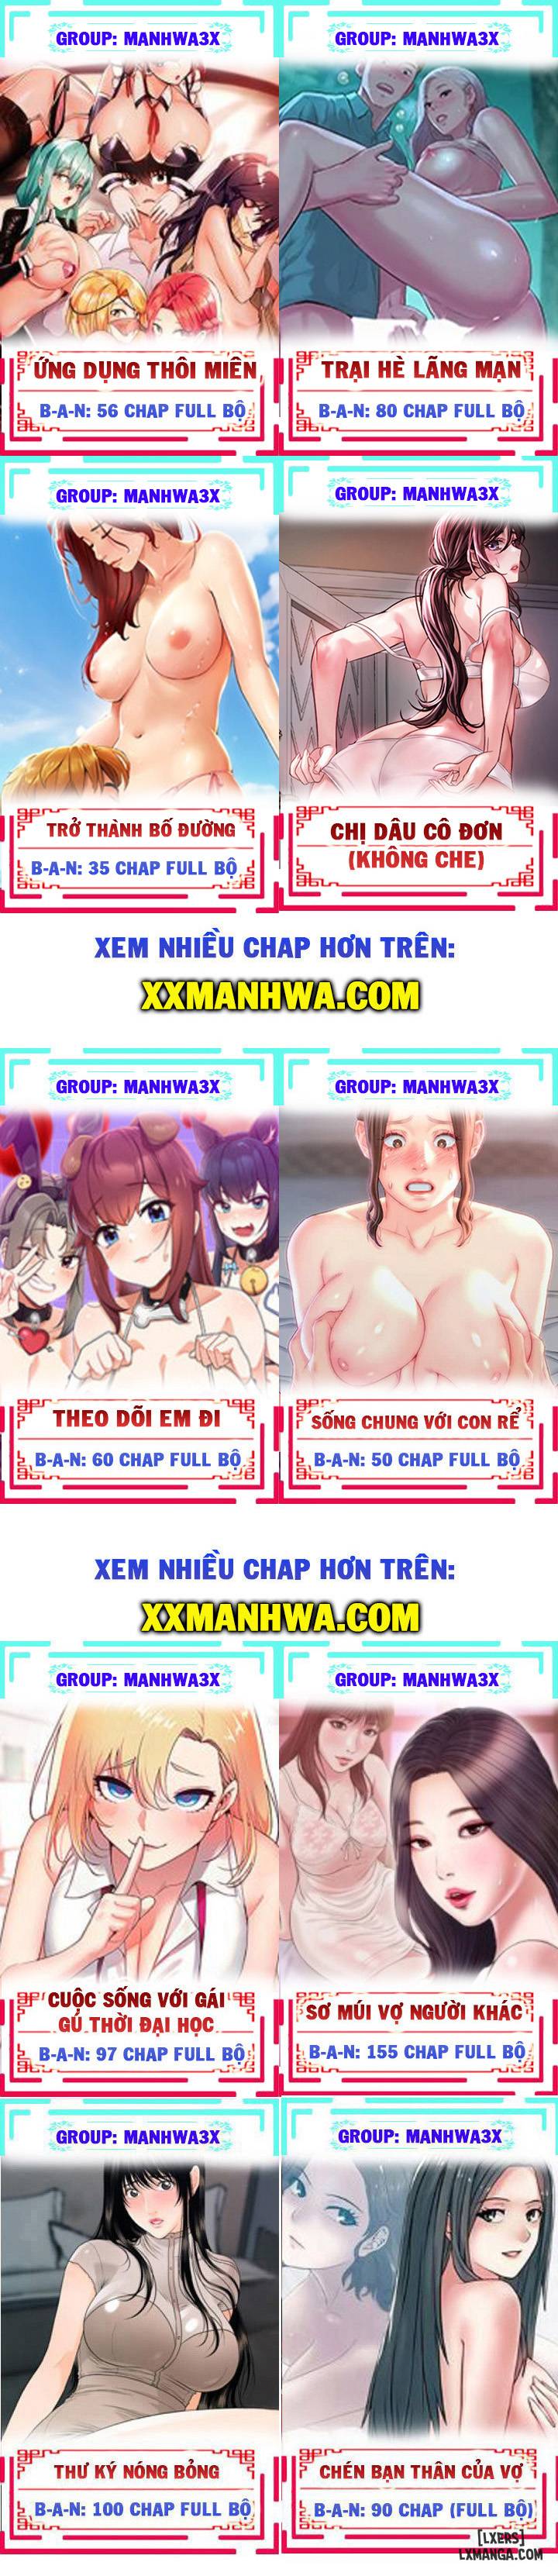 GROUP: MANHWA3X
GROUP: MANHWA3X
ỨNG DỤNG THÔI MIÊN
B-A-N: 56 CHAP FULL BỘ
TRẠI HÈ LÃNG MẠN
B-A-N: 80 CHAP FULL BỘ
GROUP: MANHWA3X
GROUP: MANHWA3X
TRỞ THÀNH BỐ ĐƯỜNG
B-A-N: 35 CHAP FULL BỘ
CHỊ DÂU CÔ ĐƠN
(KHÔNG CHE)
XEM NHIỀU CHAP HƠN TRÊN:
XXMANHWA.COM
GROUP: MANHWA3X
GROUP: MANHWA3X
THEO DÕI EM ĐI
B-A-N: 60 CHAP FULL BỘ
SỐNG CHUNG VỚI CON RỂ
B-A-N: 50 CHAP FULL BỘ
XEM NHIỀU CHAP HƠN TRÊN:
XXMANHWA.COM
GROUP: MANHWA3X
GROUP: MANHWA3X
CUỘC SỐNG VỚI GÁI
GÚ THỜI ĐẠI HỌC
B-A-N: 97 CHAP FULL BỘ
SƠ MÚI VỢ NGƯỜI KHÁC
B-A-N: 155 CHAP FULL BỘ
GROUP: MANHWA3X
GROUP: MANHWA3X
THƯ KÝ NÓNG BỎNG
B-A-N: 100 CHAP FULL BỘ
CHÉN BẠN THÂN CỦA VỢ
B-A-N: 90 CHAP (FULL BỘ)
[LXERS]
LXMANGA.COM